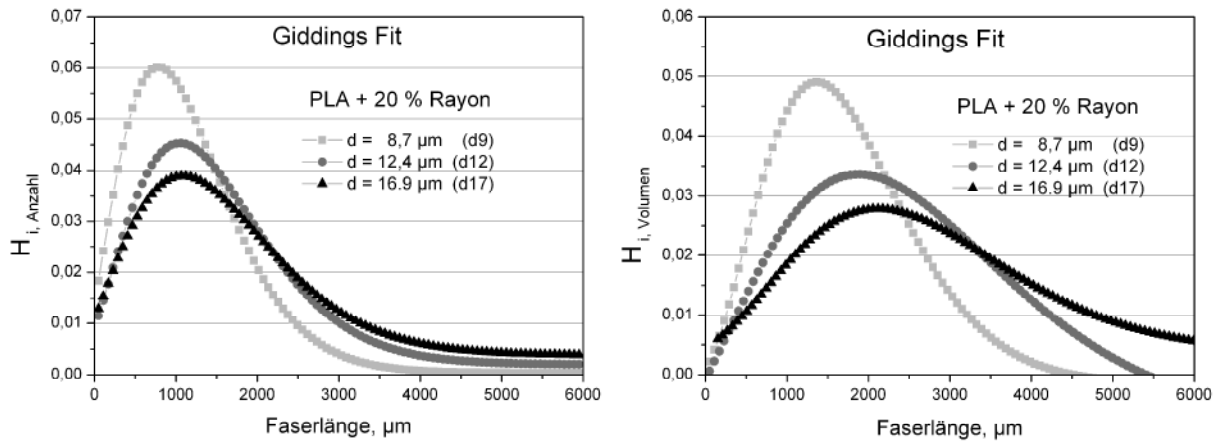 0,07
0,06
0,05
0,04
0,03
0,02
0,01
0,00
H i, Anzahl
Giddings Fit
PLA + 20 % Rayon
d = 8,7 µm (d9)
d = 12,4 µm (d12)
d = 16.9 µm (d17)
0 1000 2000 3000 4000 5000 6000
Faserlänge, µm
0,06
0,05
0,04
0,03
0,02
0,01
0,00
H i, Volumen
Giddings Fit
PLA + 20 % Rayon
d = 8,7 µm (d9)
d = 12,4 µm (d12)
d = 16.9 µm (d17)
0 1000 2000 3000 4000 5000 6000
Faserlänge, µm